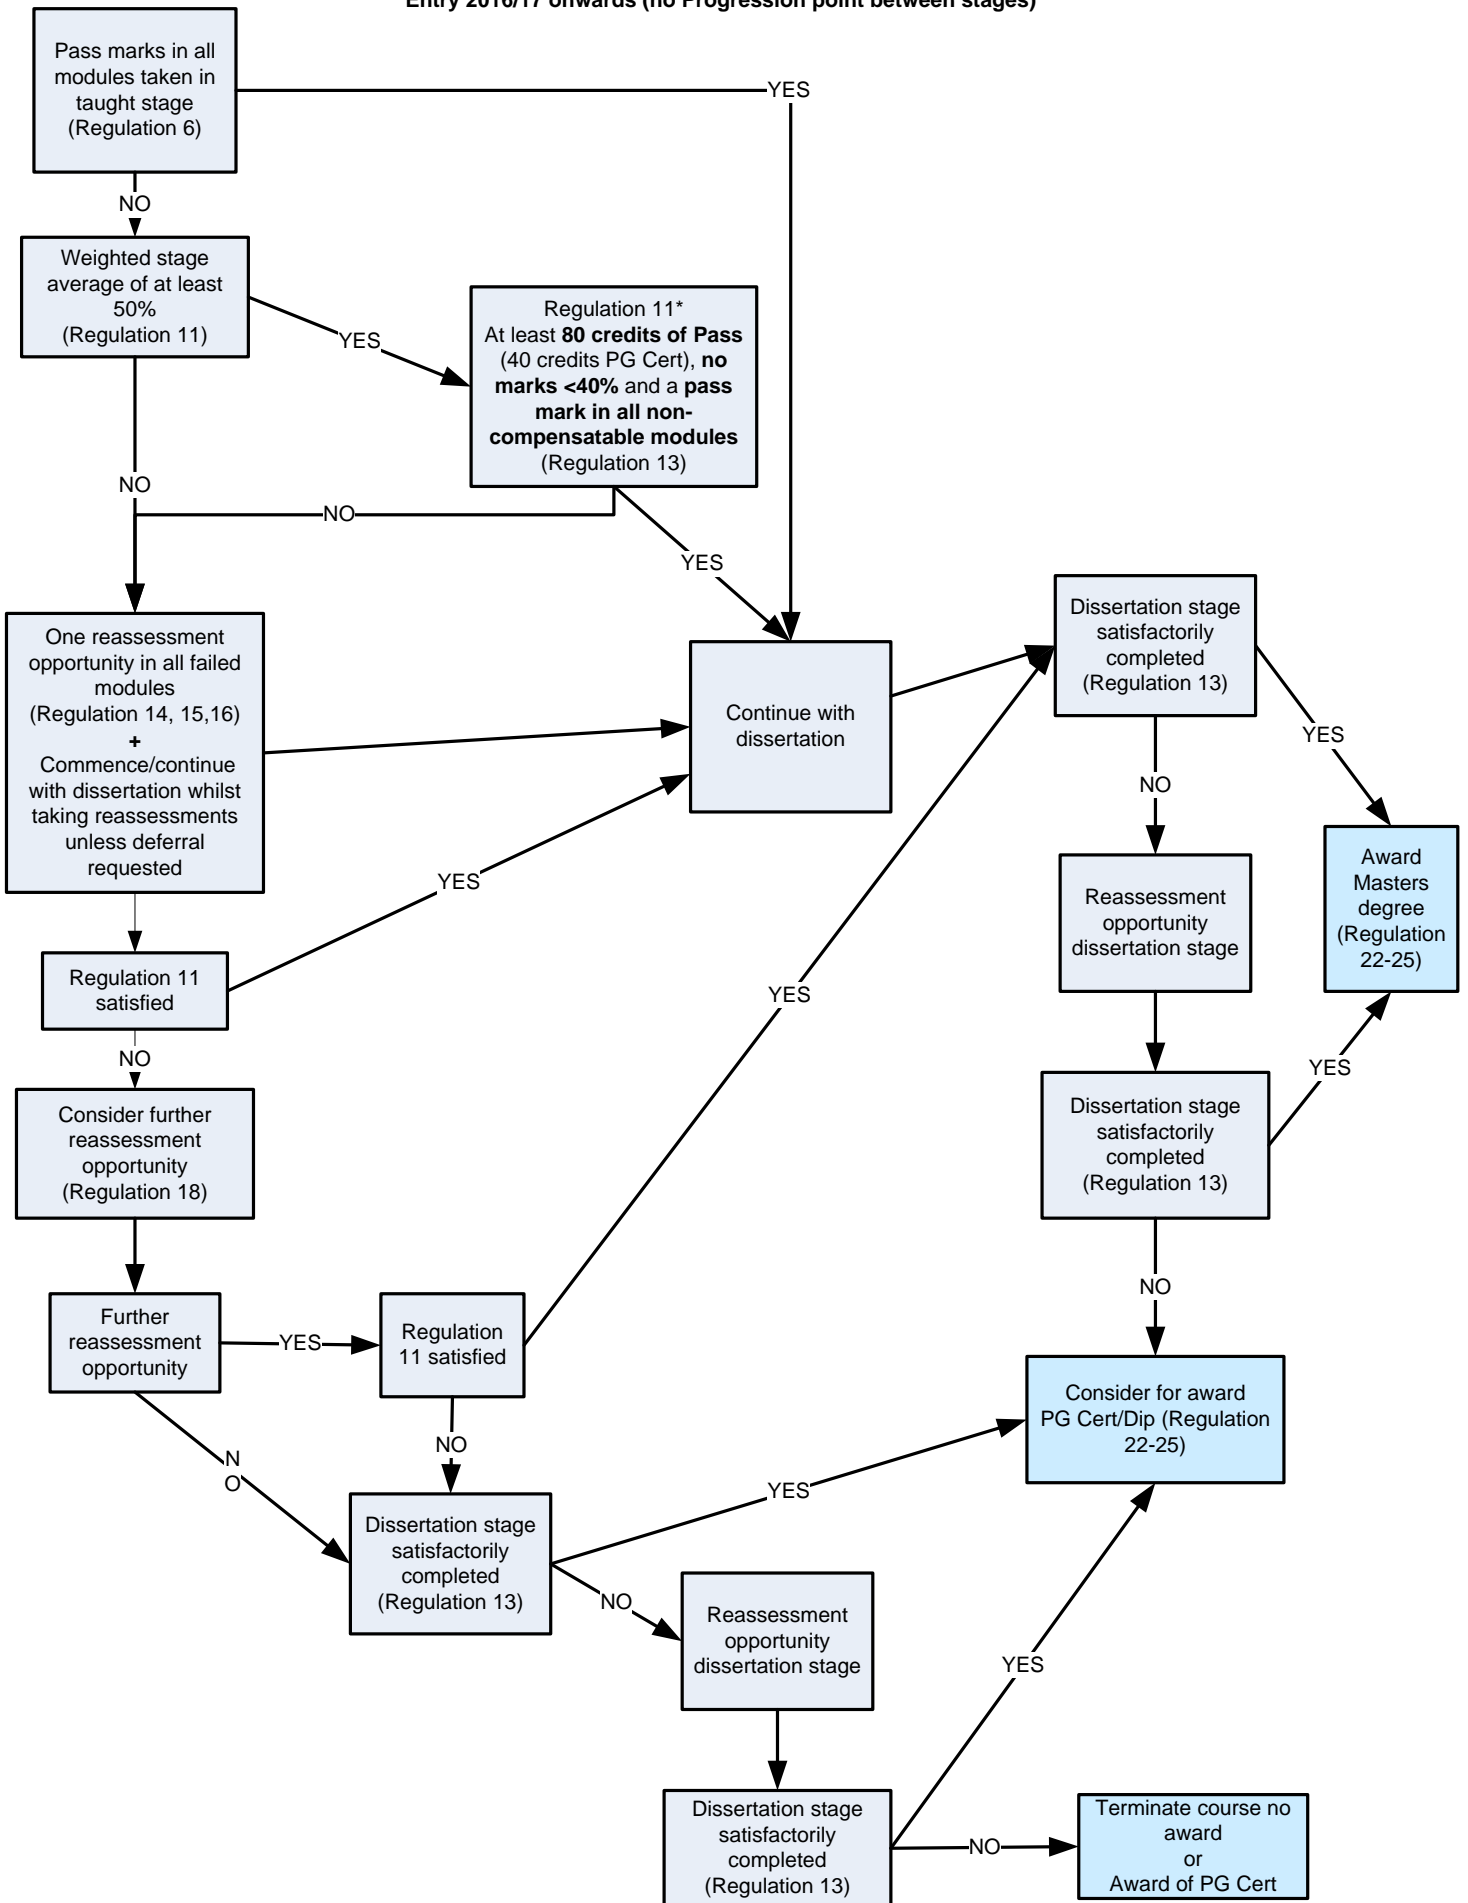 Entry 2016/17 onwards (no Progression point between stages)
Pass marks in all
modules taken in
taught stage
(Regulation 6)
YES
NO
Weighted stage
average of at least
50%
(Regulation 11)
YES
Regulation 11*
At least 80 credits of Pass
(40 credits PG Cert), no
marks <40% and a pass
mark in all non-
compensatable modules
(Regulation 13)
NO
NO
YES
One reassessment
opportunity in all failed
modules
(Regulation 14, 15,16)
+
Commence/continue
with dissertation whilst
taking reassessments
unless deferral
requested
Continue with
dissertation
Dissertation stage
satisfactorily
completed
(Regulation 13)
YES
NO
Award
Masters
degree
(Regulation
22-25)
Reassessment
opportunity
dissertation stage
YES
Regulation 11
satisfied
YES
NO
YES
Consider further
reassessment
opportunity
(Regulation 18)
Dissertation stage
satisfactorily
completed
(Regulation 13)
NO
Further
reassessment
opportunity
YES
Regulation
11 satisfied
Consider for award
PG Cert/Dip (Regulation
22-25)
NO
N
O
YES
Dissertation stage
satisfactorily
completed
(Regulation 13)
NO
Reassessment
opportunity
dissertation stage
YES
Dissertation stage
satisfactorily
completed
(Regulation 13)
NO
Terminate course no
award
or
Award of PG Cert